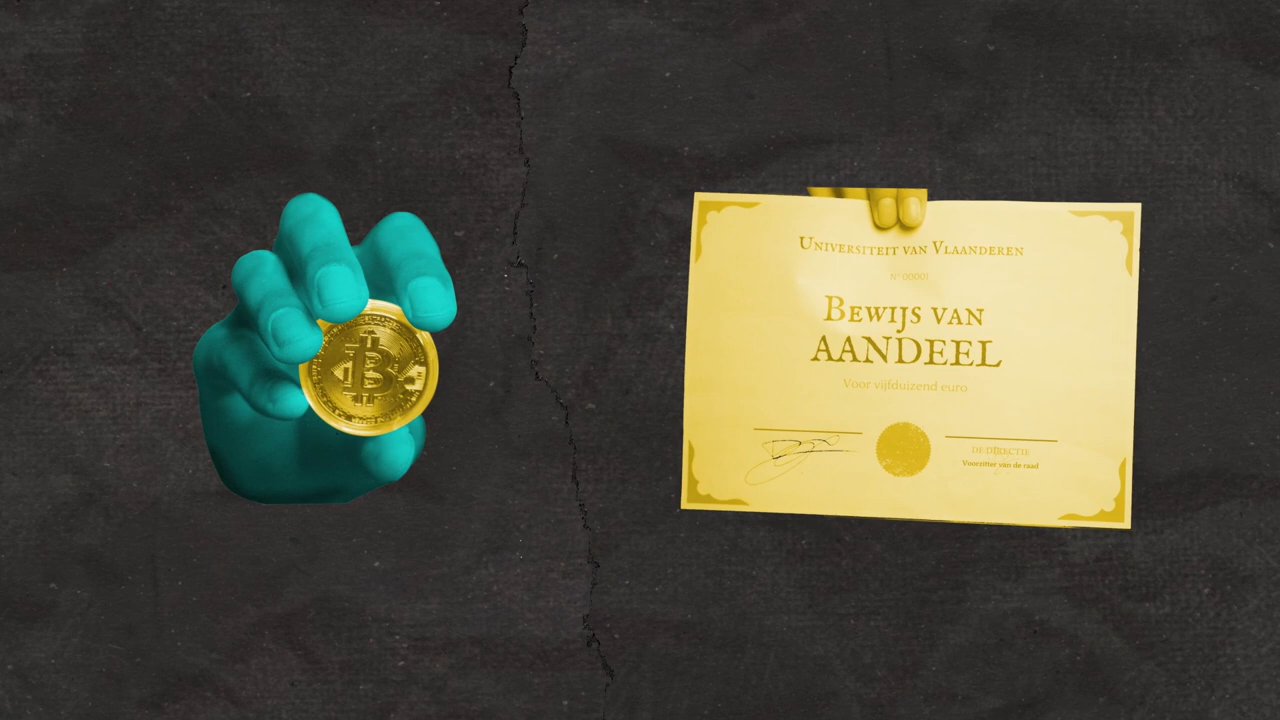 Universiteit van Vlaanderen
N° 00001
Bewijs van
AANDEEL
Voor vijfduizend euro
DE DIRECTIE
Voorzitter van de raad